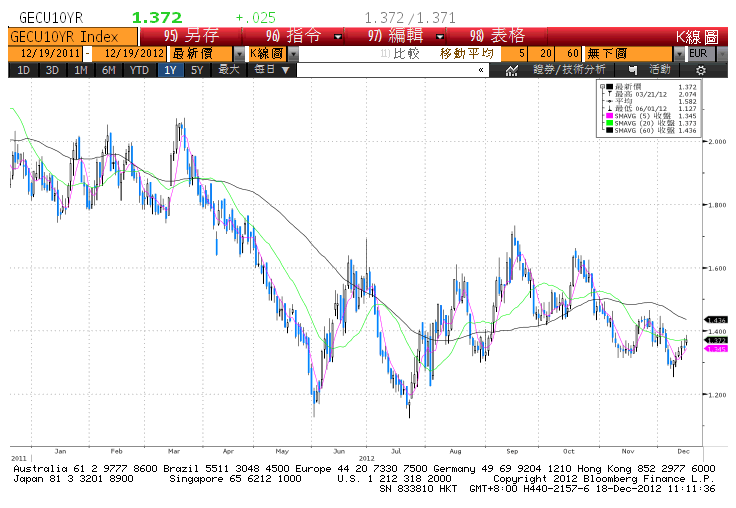 GECU10YR 1.372 +.025 1.372 /1.371
GECU10YR Index 95) 另存 96) 指令 97) 編輯 98) 表格 K線圖
12/19/2011 - 12/19/2012 最新價 K線圖 比較 移動平均 5 20 60 無下圖 EUR
1D 3D 1M 6M YTD 1Y 5Y 最大 每日 ▼ « 證券/技術分析 活動
最新價 1.372
最高 03/21/12 2.074
平均 1.582
最低 06/01/12 1.127
SMAVG (5) 收盤 1.345
SMAVG (20) 收盤 1.373
SMAVG (60) 收盤 1.436
2.000
1.800
1.600
1.436
1.400
1.372
1.345
1.200
Jan Feb Mar Apr May Jun Jul Aug Sep Oct Nov Dec
2011 2012
Australia 61 2 9777 8600 Brazil 5511 3048 4500 Europe 44 20 7330 7500 Germany 49 69 9204 1210 Hong Kong 852 2977 6000
Japan 81 3 3201 8900 Singapore 65 6212 1000 U.S. 1 212 318 2000 Copyright 2012 Bloomberg Finance L.P.
SN 833810 HKT GMT+8:00 H440-2157-6 18-Dec-2012 11:11:36